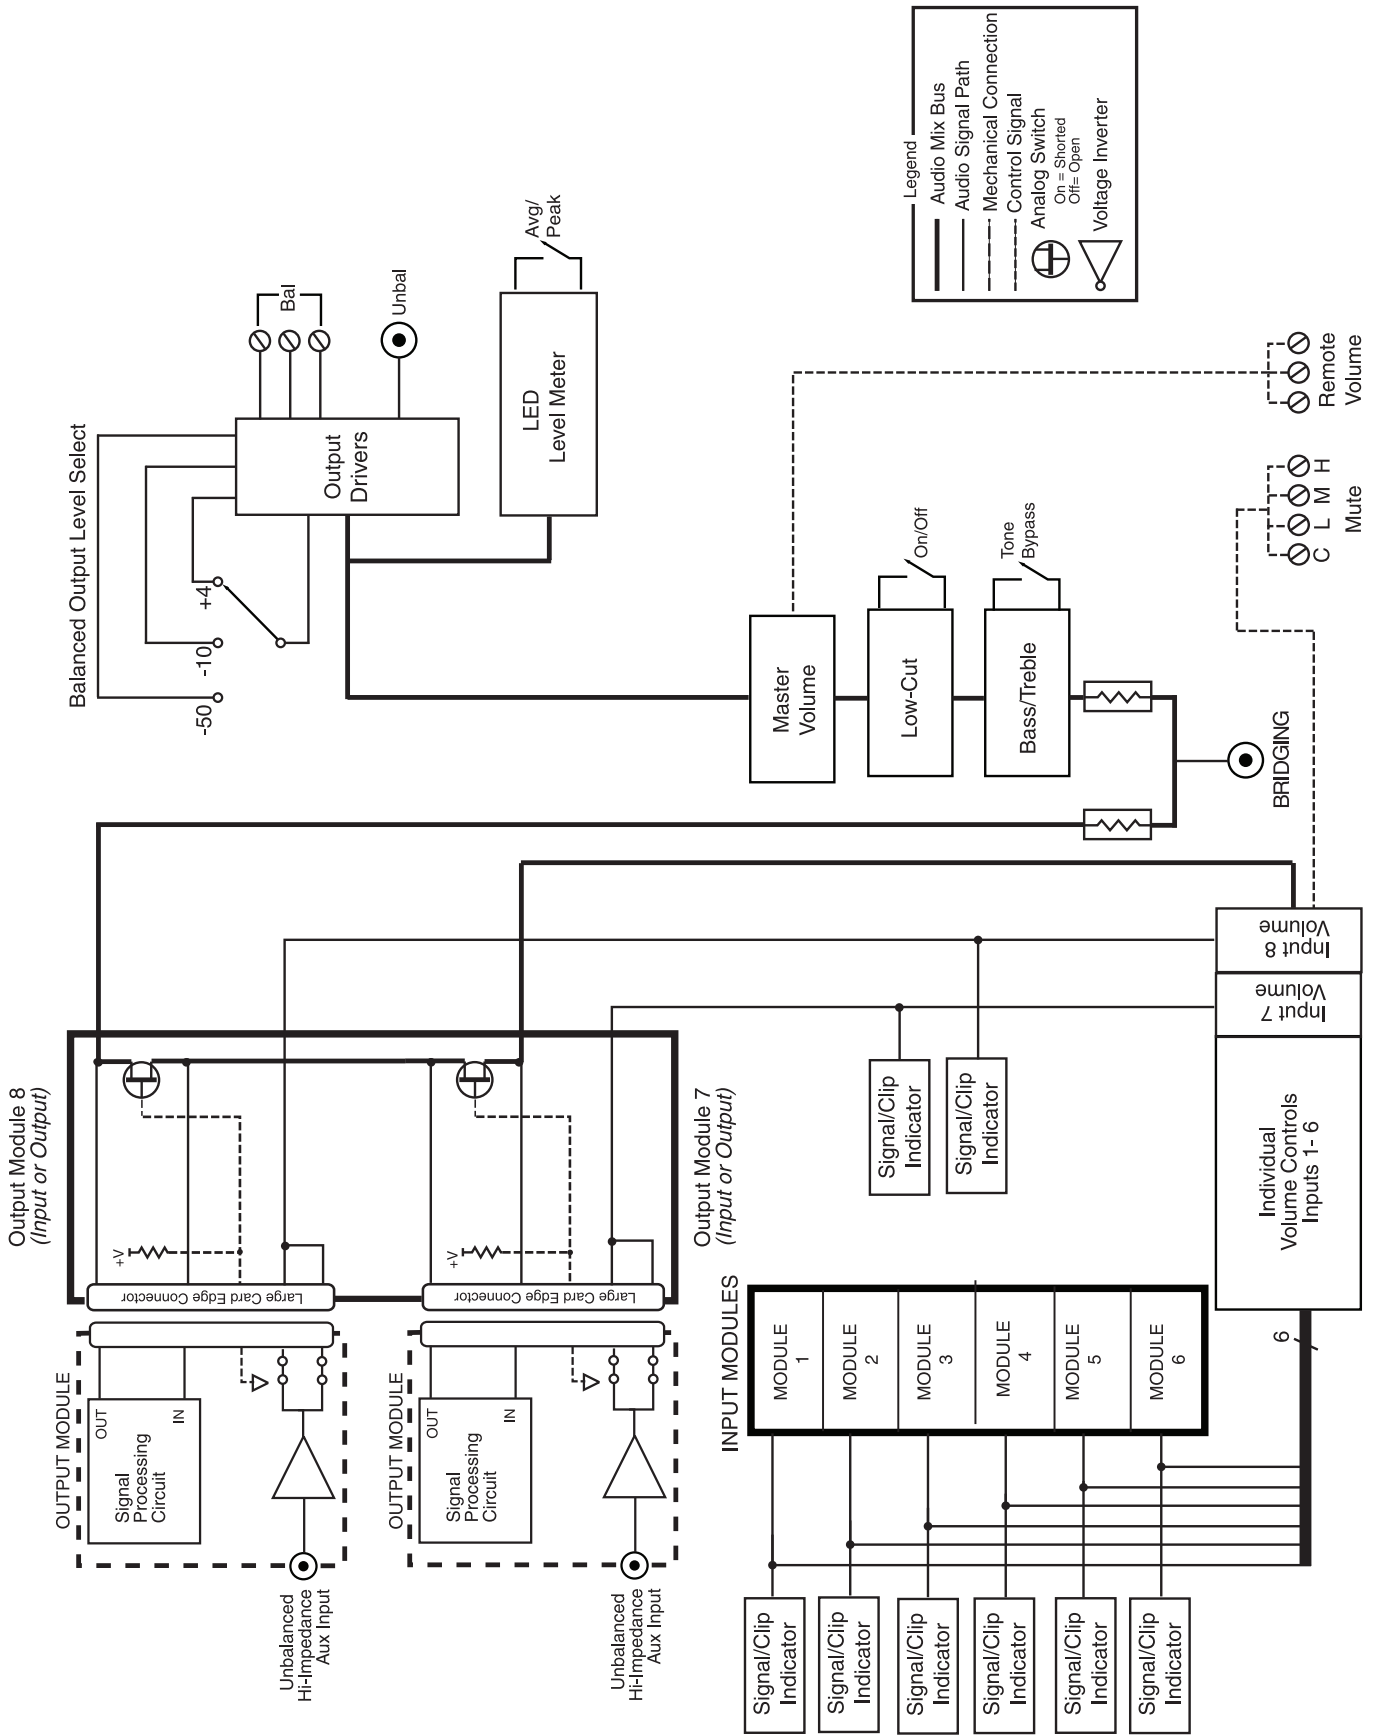 Unbalanced
Hi-Impedance
Aux Input
OUTPUT MODULE
Signal
Processing
Circuit
OUT
IN
Large Card Edge Connector
Output Module 8
(Input or Output)
+V
Unbalanced
Hi-Impedance
Aux Input
OUTPUT MODULE
Signal
Processing
Circuit
OUT
IN
Large Card Edge Connector
Output Module 7
(Input or Output)
+V
Balanced Output Level Select
-50
-10
+4
Output
Drivers
Bal
Unbal
LED
Level Meter
Avg/
Peak
Master
Volume
Low-Cut
On/Off
Bass/Treble
Tone
Bypass
BRIDGING
Signal/Clip
Indicator
Signal/Clip
Indicator
INPUT MODULES
MODULE
1
MODULE
2
MODULE
3
MODULE
4
MODULE
5
MODULE
6
Signal/Clip
Indicator
Signal/Clip
Indicator
Signal/Clip
Indicator
Signal/Clip
Indicator
Signal/Clip
Indicator
Signal/Clip
Indicator
6
Individual
Volume Controls
Inputs 1- 6
Input 7
Volume
Input 8
Volume
C L M H
Mute
Remote
Volume
Legend
Audio Mix Bus
Audio Signal Path
Mechanical Connection
Control Signal
Analog Switch
On = Shorted
Off= Open
Voltage Inverter